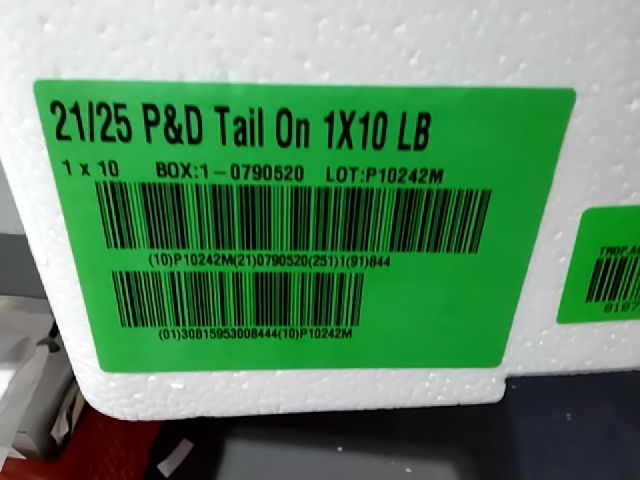 21/25 P&D Tail On 1X10 LB
1 x 10 BOX:1-0790520 LOT:P10242M
(10)P10242M(21)0790520(251)1(91)844
(01)30815953008444(10)P10242M
0107